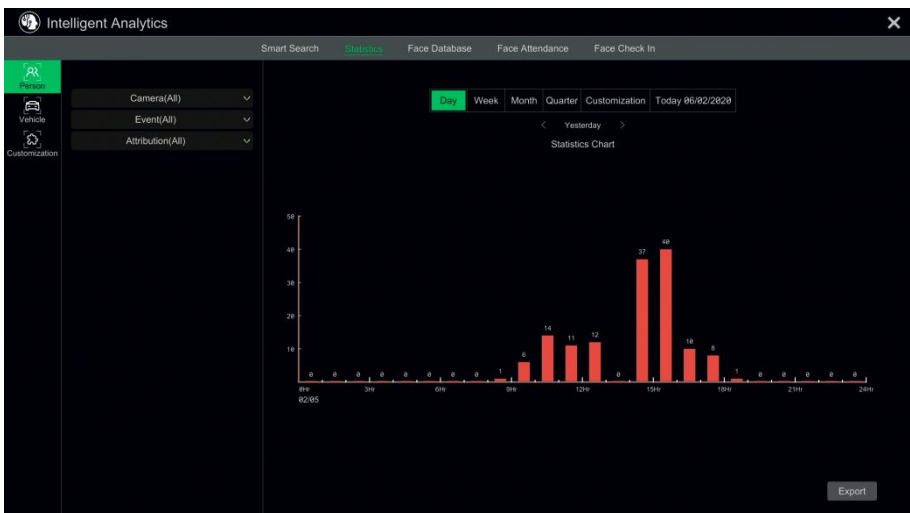 Intelligent Analytics
Smart Search Statistics Face Database Face Attendance Face Check In
Person
Vehicle
Customization
Camera(All)
Event(All)
Attribution(All)
Day Week Month Quarter Customization Today 06/02/2020
< Yesterday >
Statistics Chart
50
40
30
20
10
0 0 0 0 0 0 0 0 1 6 14 11 12 0 37 40 10 8 1 0 0 0 0 0
0Hr 3Hr 6Hr 9Hr 12Hr 15Hr 18Hr 21Hr 24Hr
02/05
Export